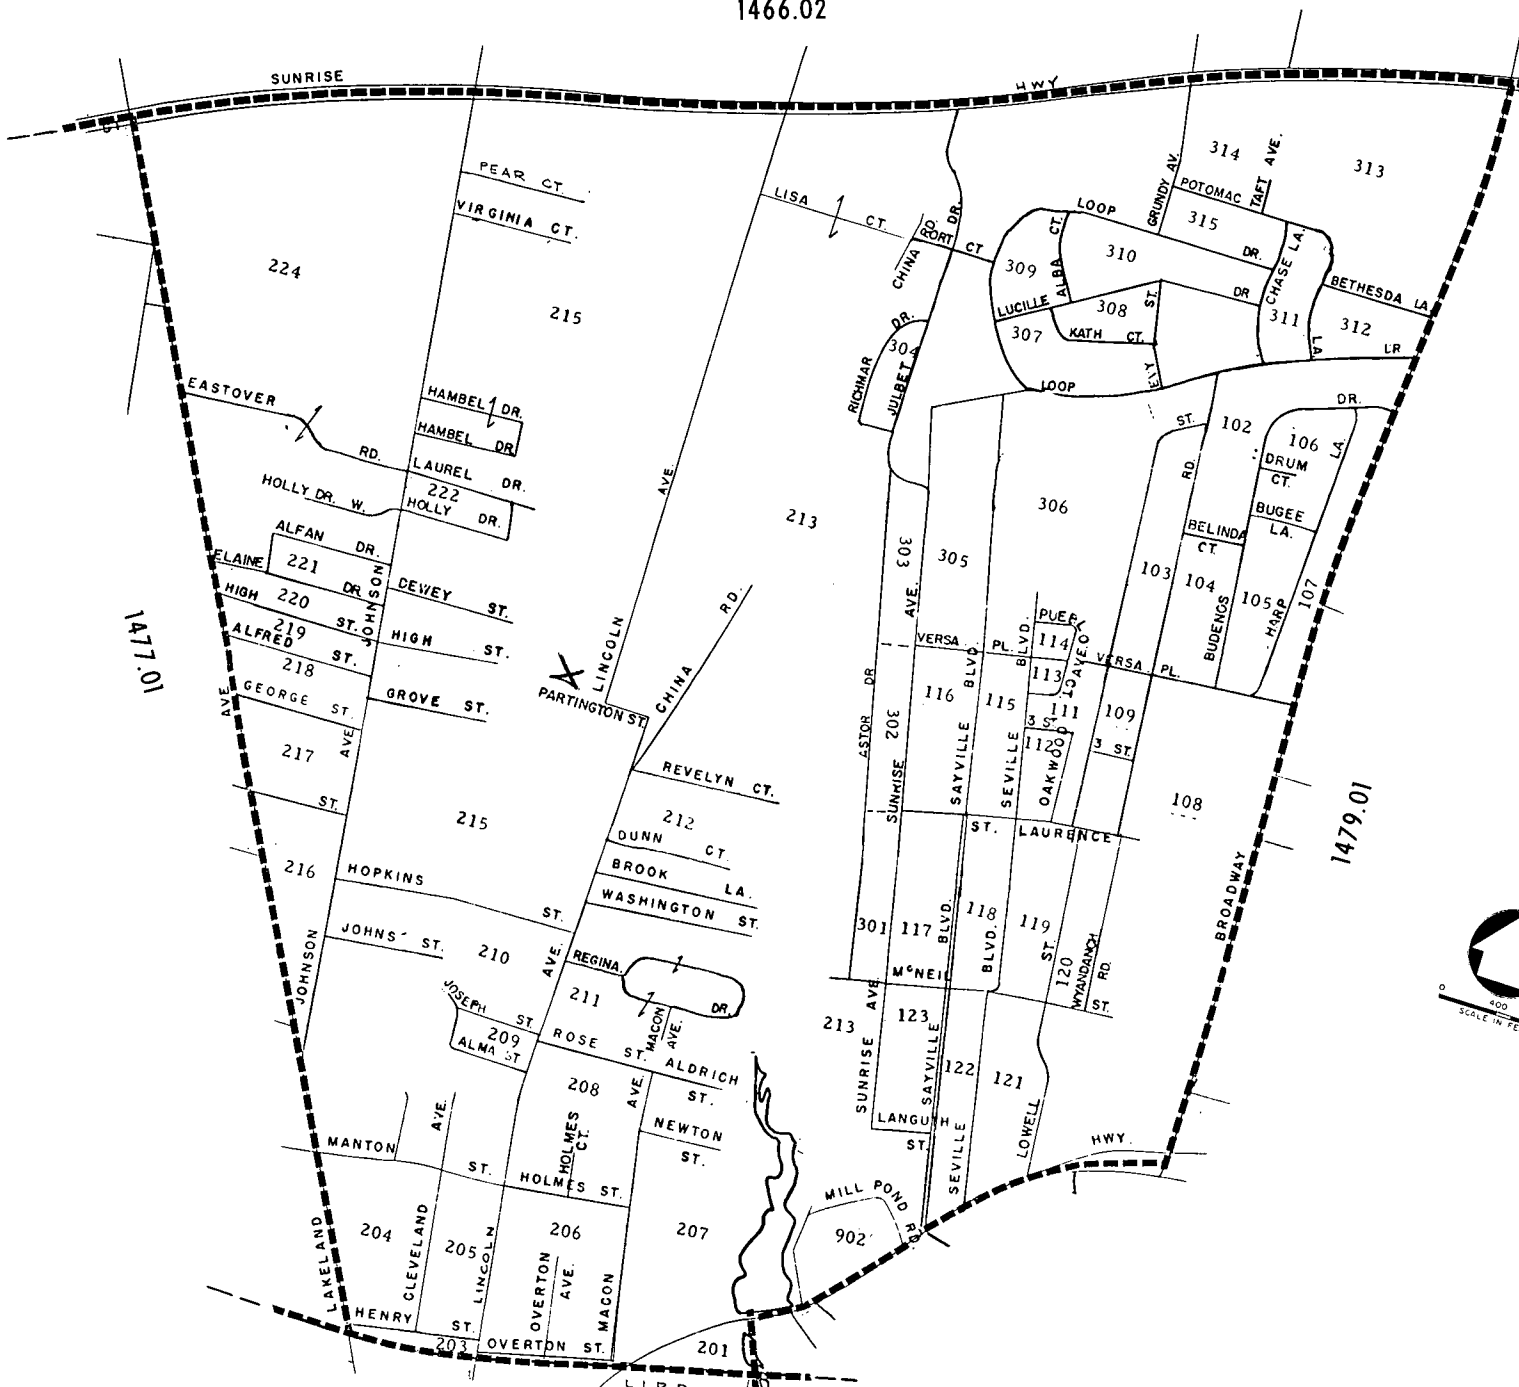 1466.02
SUNRISE HWY
314
TAFT AVE.
313
PEAR CT.
GRUNDY AV.
POTOMAC
VIRGINIA CT.
LISA CT.
LOOP DR.
315
CHINA RD.
PORT CT
DR.
ALBA CT.
310
CHASE LA.
224
309
BETHESDA LA
LUCILLE DR
308
ST.
215
307
KATH CT.
311
LA
312
DR.
304
RICHMAR
JULBET
LOOP
EASTOVER RD.
HAMBEL DR.
HAMBEL DR
DR.
ST.
102
106
LA.
DRUM CT.
LAUREL DR.
222
HOLLY DR. W.
HOLLY DR.
AVE
213
306
RD.
BUGEE LA.
BELINDA CT.
ALFAN DR.
ELAINE DR.
221
303
305
103
104
105
107
HIGH ST.
220
DEWEY ST.
JOHNSON AVE
219
ALFRED ST.
HIGH ST.
218
1477.01
AVE.
RD.
PUEBLO CT
114
BUDENOS
HARP
VERSA PL.
BLVD.
BLVD.
VERSA PL.
113
AVE.
GEORGE ST.
GROVE ST.
LINCOLN
X
PARTINGTON ST.
CHINA
AVE
DR
ASTOR
302
116
115
111
109
3 ST.
3 ST.
112
OAKWOOD
217
ST.
REVELYN CT.
SUNRISE
SAYVILLE
SEVILLE
108
215
212
DUNN CT.
ST. LAURENCE
1479.01
216
HOPKINS ST.
BROOK LA.
WASHINGTON ST.
BROADWAY
JOHNS ST.
210
AVE.
REGINA DR.
301
117
BLVD.
118
BLVD.
119
ST.
120
WYANDANCH RD.
JOHNSON
211
McNEIL ST.
JOSEPH ST.
209
ALMA ST
ROSE ST.
MACON AVE.
ALDRICH ST.
213
AVE
123
0
400
SCALE IN FE
208
AVE.
SUNRISE
SAYVILLE
122
121
AVE.
HOLMES CT.
NEWTON ST.
LANGUTH ST.
LOWELL
HWY.
MANTON ST.
HOLMES ST.
SEVILLE
MILL POND RD.
204
CLEVELAND
205
LINCOLN
206
207
902
LAKELAND
OVERTON AVE.
MACON
HENRY ST.
203
OVERTON ST.
201